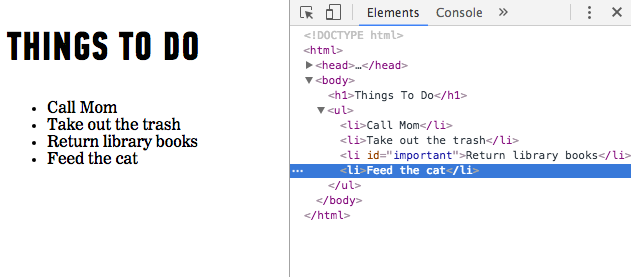 THINGS TO DO
• Call Mom
• Take out the trash
• Return library books
• Feed the cat
Elements Console »
<!DOCTYPE html>
<html>
▶<head>…</head>
▼<body>
<h1>Things To Do</h1>
▼<ul>
<li>Call Mom</li>
<li>Take out the trash</li>
<li id="important">Return library books</li>
<li>Feed the cat</li>
</ul>
</body>
</html>